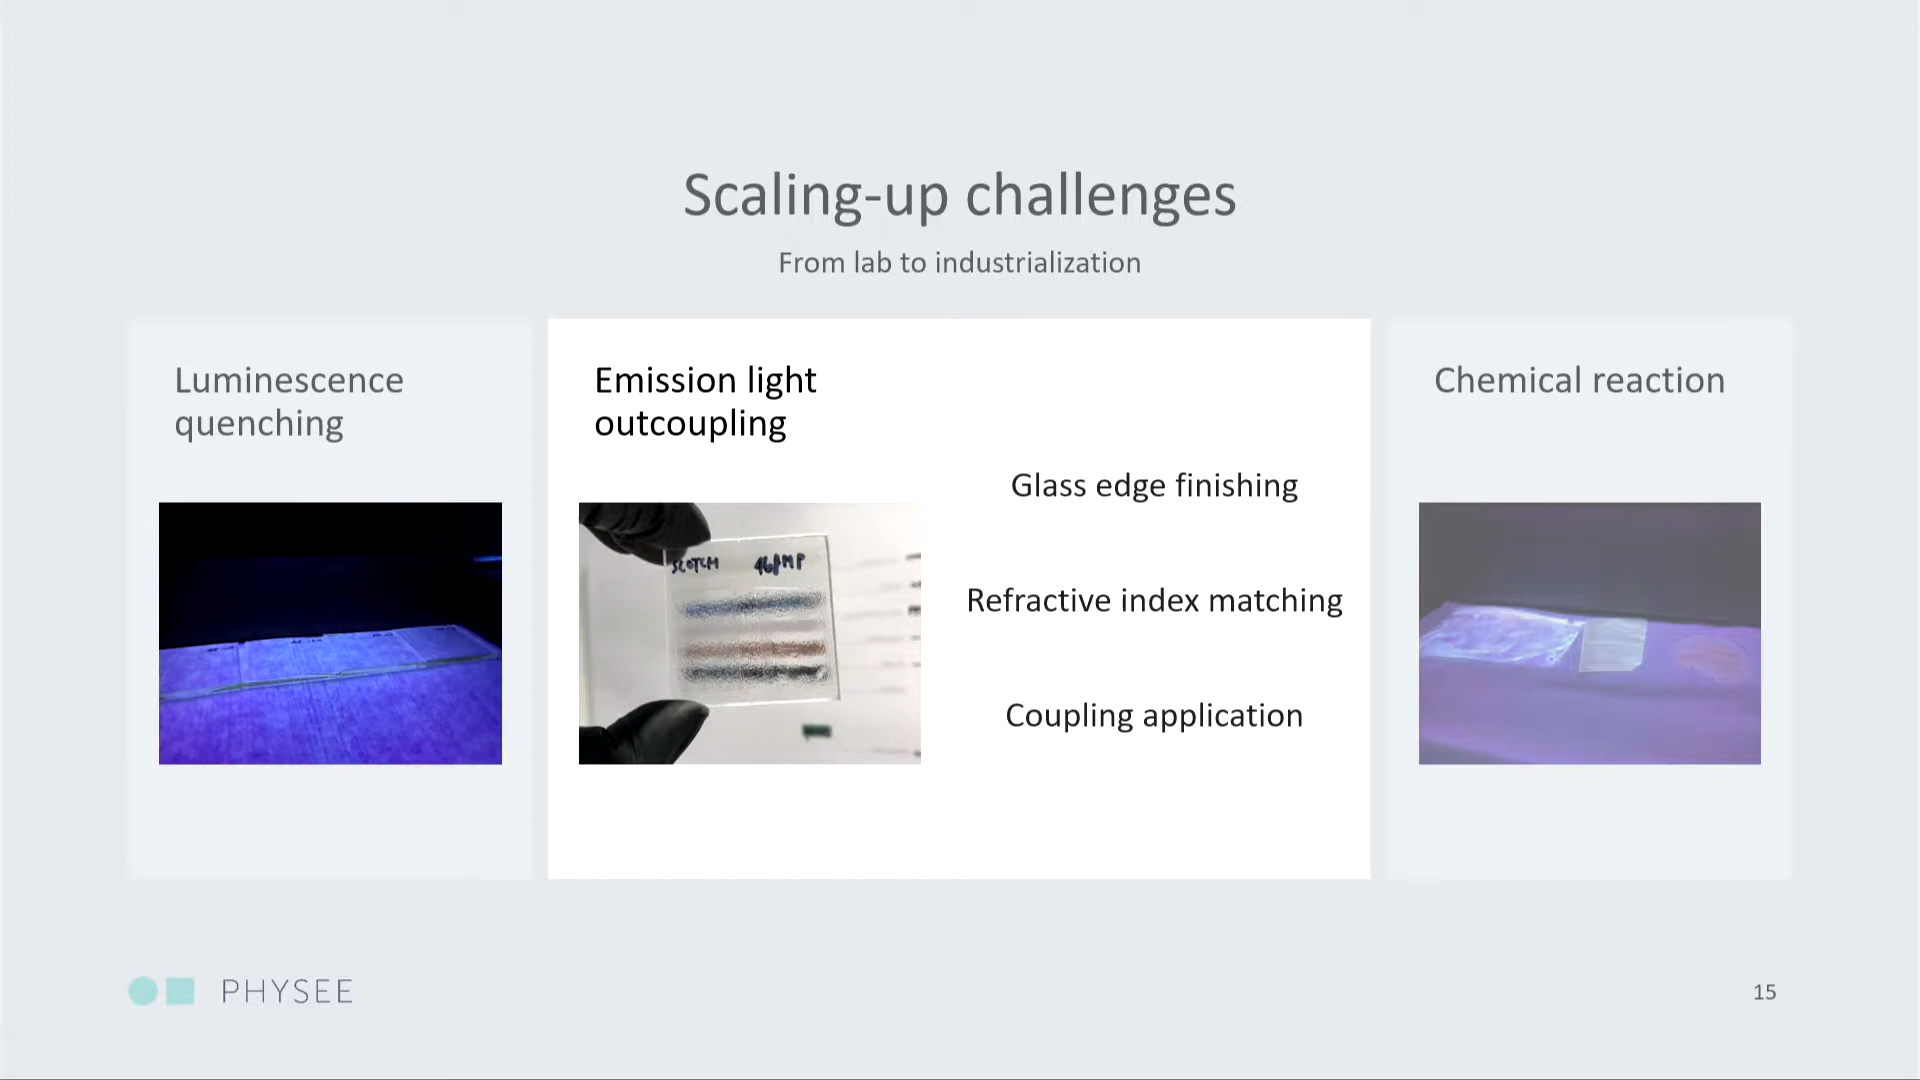 Scaling-up challenges
From lab to industrialization
Luminescence
quenching
Emission light
outcoupling
SCOTCH
Glass edge finishing
Refractive index matching
Coupling application
Chemical reaction
PHYSEE
15